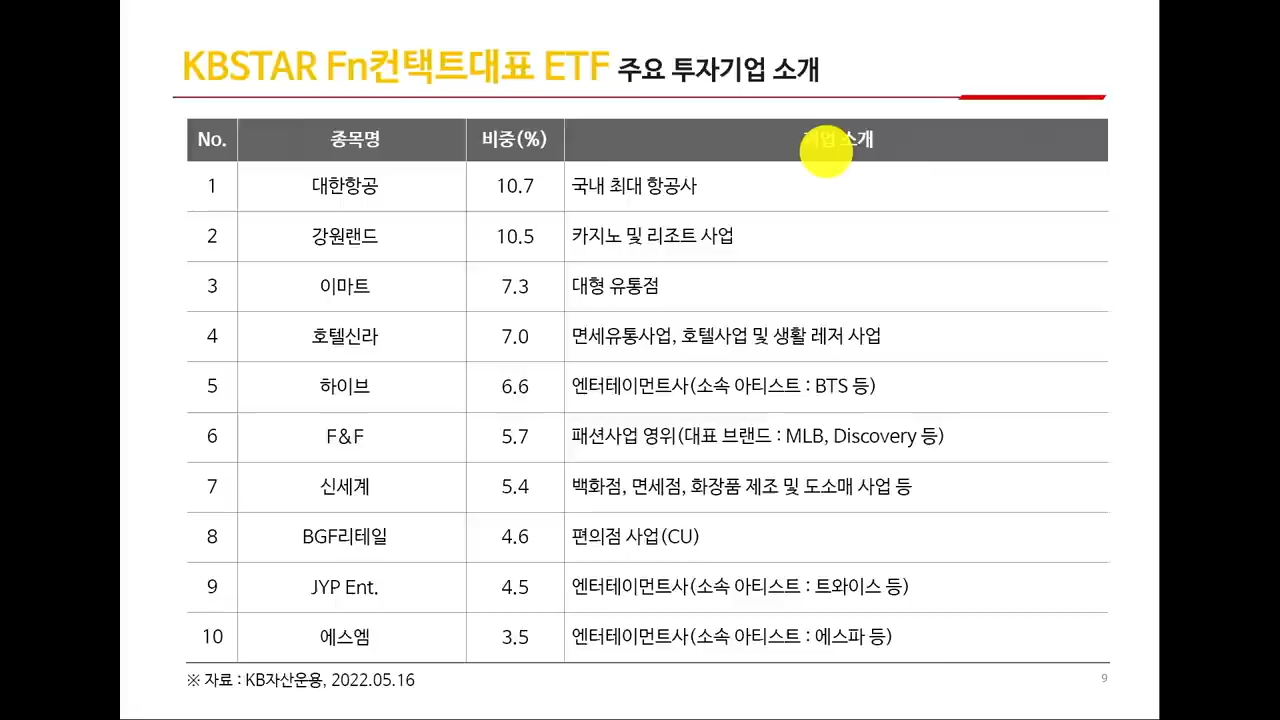 KBSTAR Fn컨택트대표 ETF 주요 투자기업 소개
No. 종목명 비중(%) 기업 소개
1 대한항공 10.7 국내 최대 항공사
2 강원랜드 10.5 카지노 및 리조트 사업
3 이마트 7.3 대형 유통점
4 호텔신라 7.0 면세유통사업, 호텔사업 및 생활 레저 사업
5 하이브 6.6 엔터테이먼트사(소속 아티스트 : BTS 등)
6 F&F 5.7 패션사업 영위(대표 브랜드 : MLB, Discovery 등)
7 신세계 5.4 백화점, 면세점, 화장품 제조 및 도소매 사업 등
8 BGF리테일 4.6 편의점 사업(CU)
9 JYP Ent. 4.5 엔터테이먼트사(소속 아티스트 : 트와이스 등)
10 에스엠 3.5 엔터테이먼트사(소속 아티스트 : 에스파 등)
※ 자료 : KB자산운용, 2022.05.16
9